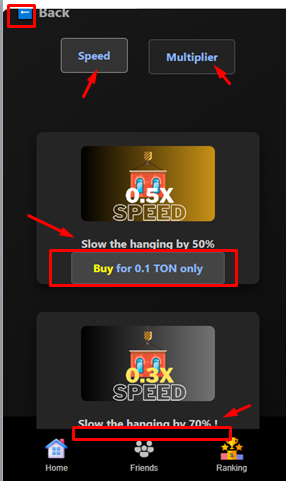 Back
Speed
Multiplier
0.5X
SPEED
Slow the hanging by 50%
Buy for 0.1 TON only
0.3X
SPEED
Slow the hanging by 70% !
Home
Friends
Ranking